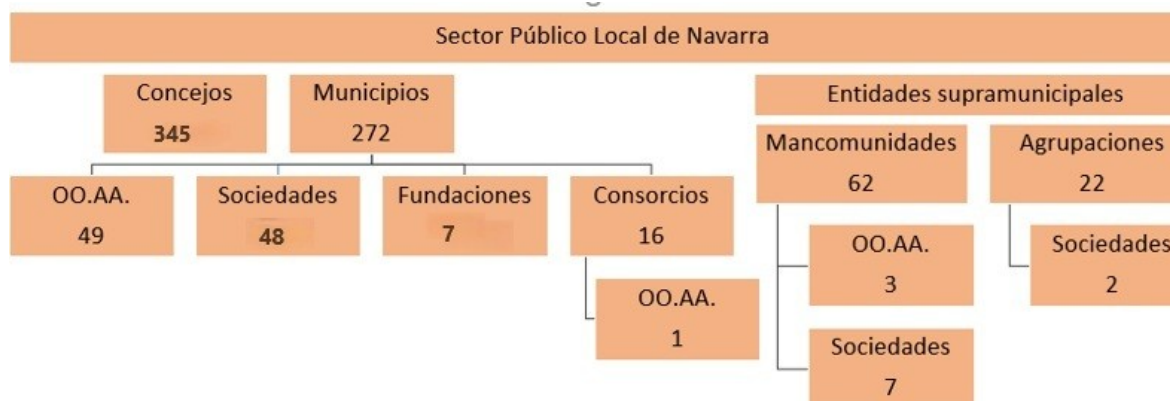 Sector Público Local de Navarra
Concejos
345
Municipios
272
Entidades supramunicipales
Mancomunidades
62
Agrupaciones
22
OO.AA.
49
Sociedades
48
Fundaciones
7
Consorcios
16
OO.AA.
1
OO.AA.
3
Sociedades
2
Sociedades
7